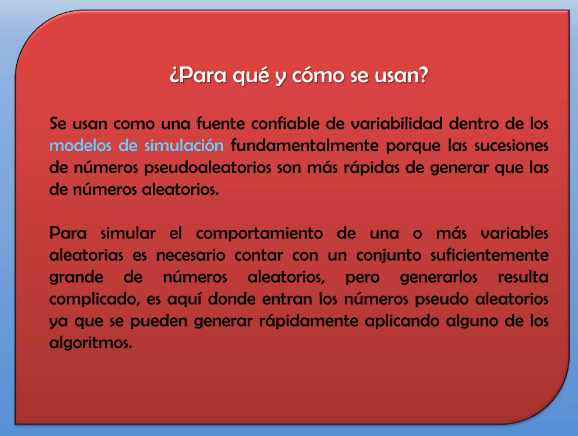 ¿Para qué y cómo se usan?
Se usan como una fuente confiable de variabilidad dentro de los
modelos de simulación fundamentalmente porque las sucesiones
de números pseudoaleatorios son más rápidas de generar que las
de números aleatorios.
Para simular el comportamiento de una o más variables
aleatorias es necesario contar con un conjunto suficientemente
grande de números aleatorios, pero generarlos resulta
complicado, es aquí donde entran los números pseudo aleatorios
ya que se pueden generar rápidamente aplicando alguno de los
algoritmos.